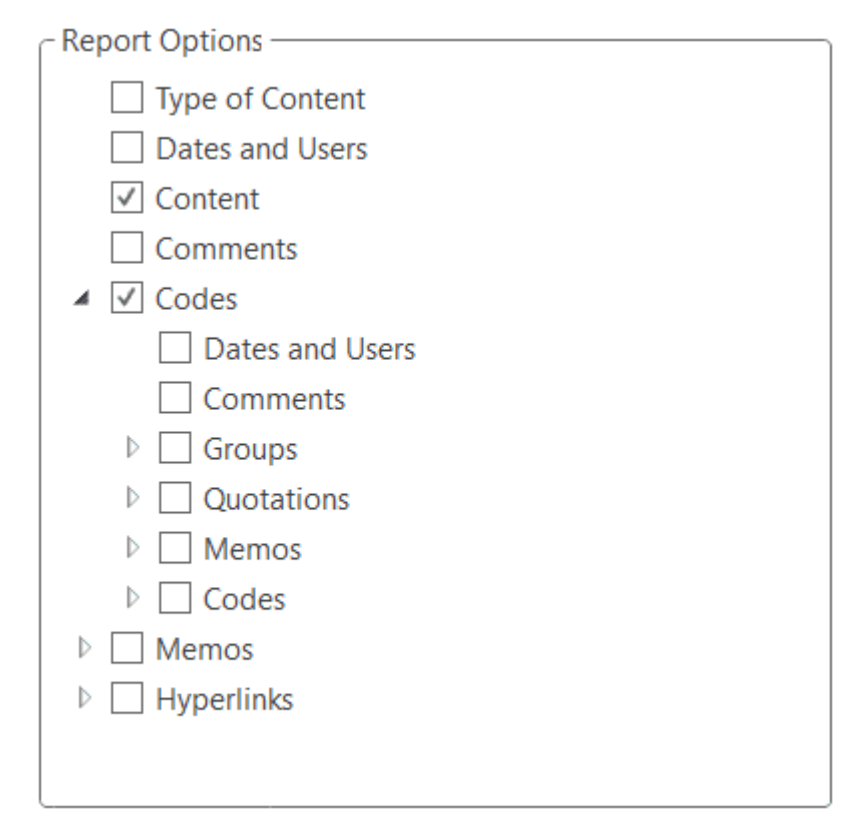 Report Options
Type of Content
Dates and Users
Content
Comments
Codes
Dates and Users
Comments
Groups
Quotations
Memos
Codes
Memos
Hyperlinks